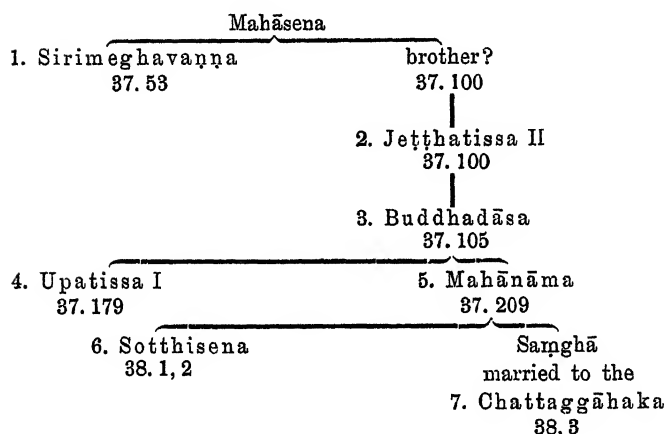 Mahāsena
1. Sirimeghavaṇṇa brother?
37.53 37.100
2. Jeṭṭhatissa II
37.100
3. Buddhadāsa
37.105
4. Upatissa I 5. Mahānāma
37.179 37.209
6. Sotthisena Saṃghā
38.1, 2 married to the
7. Chattaggāhaka
38.3